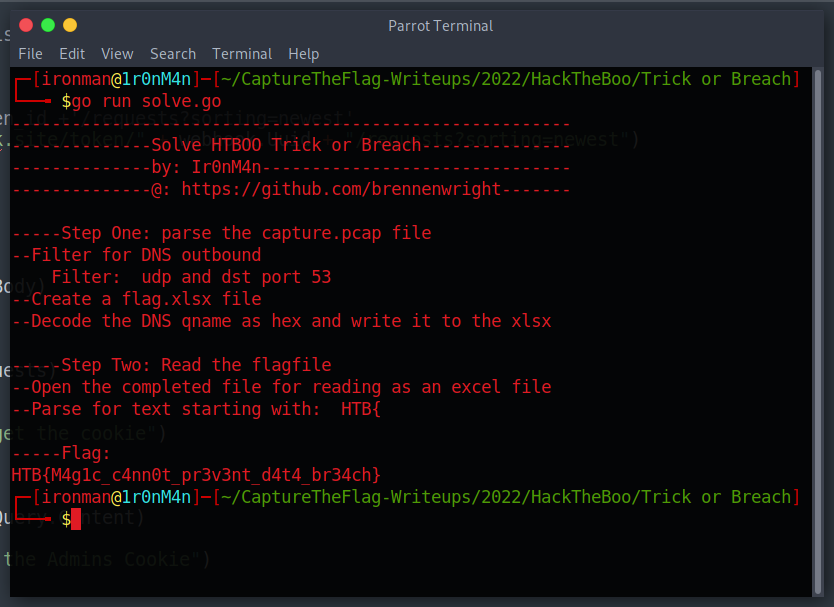 Parrot Terminal
File Edit View Search Terminal Help
┌─[ironman@1r0nM4n]─[~/CaptureTheFlag-Writeups/2022/HackTheBoo/Trick or Breach]
└──╼ $go run solve.go
--------------------------------------------------------
--------------Solve HTBOO Trick or Breach---------------
--------------by: Ir0nM4n-------------------------------
--------------@: https://github.com/brennenwright-------
-----Step One: parse the capture.pcap file
--Filter for DNS outbound
Filter:  udp and dst port 53
--Create a flag.xlsx file
--Decode the DNS qname as hex and write it to the xlsx
-----Step Two: Read the flagfile
--Open the completed file for reading as an excel file
--Parse for text starting with:  HTB{
-----Flag:
HTB{M4g1c_c4nn0t_pr3v3nt_d4t4_br34ch}
┌─[ironman@1r0nM4n]─[~/CaptureTheFlag-Writeups/2022/HackTheBoo/Trick or Breach]
└──╼ $